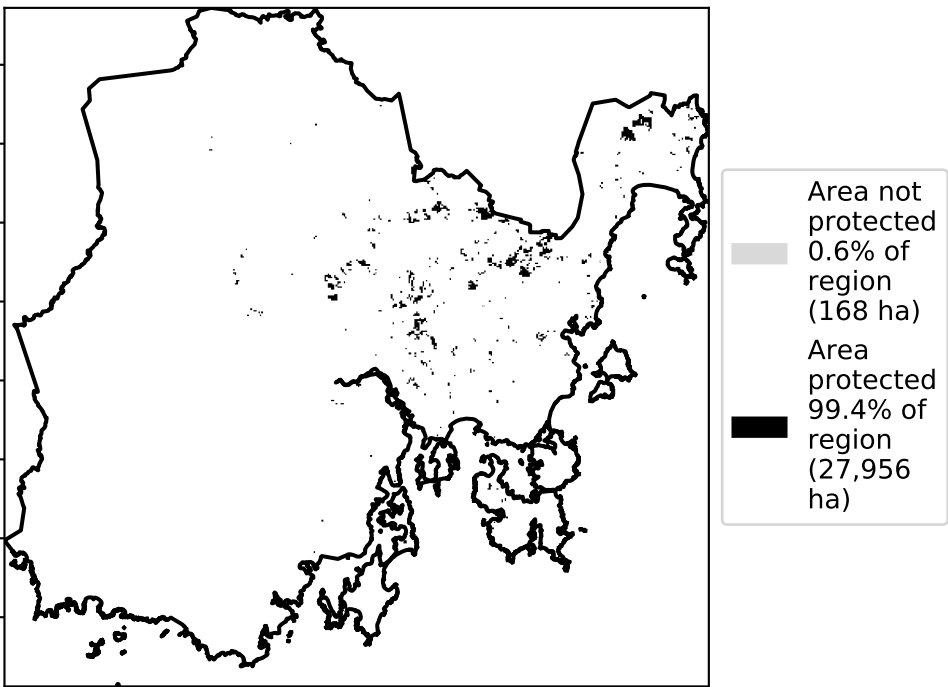 Area not
protected
0.6% of
region
(168 ha)
Area
protected
99.4% of
region
(27,956
ha)